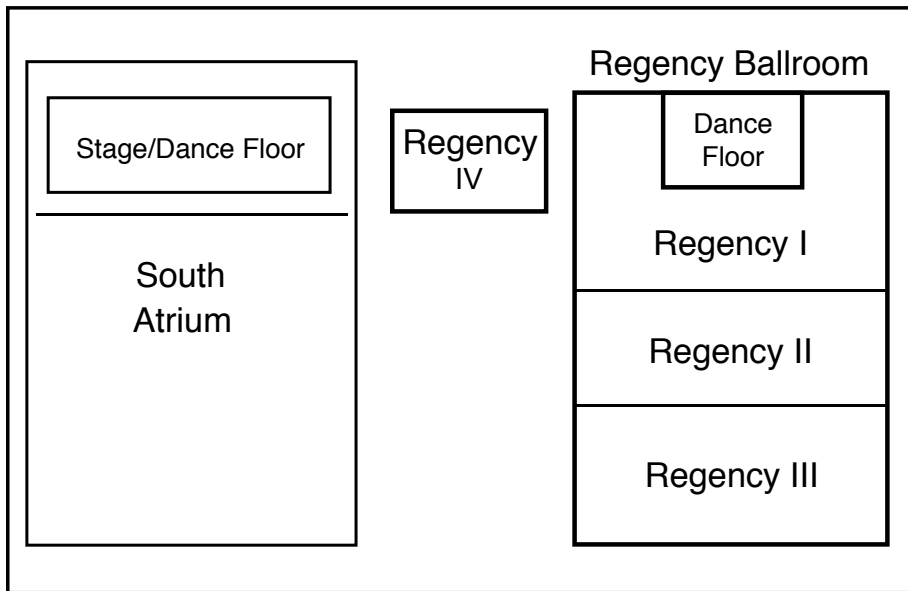 Stage/Dance Floor
South
Atrium
Regency
IV
Regency Ballroom
Dance
Floor
Regency I
Regency II
Regency III